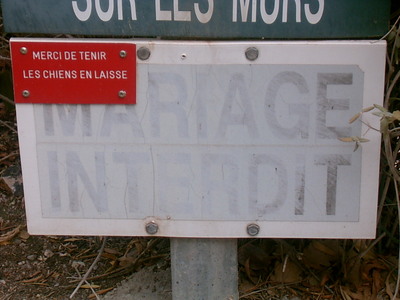 SUR LES MURS
MERCI DE TENIR
LES CHIENS EN LAISSE
MARIAGE
INTERDIT